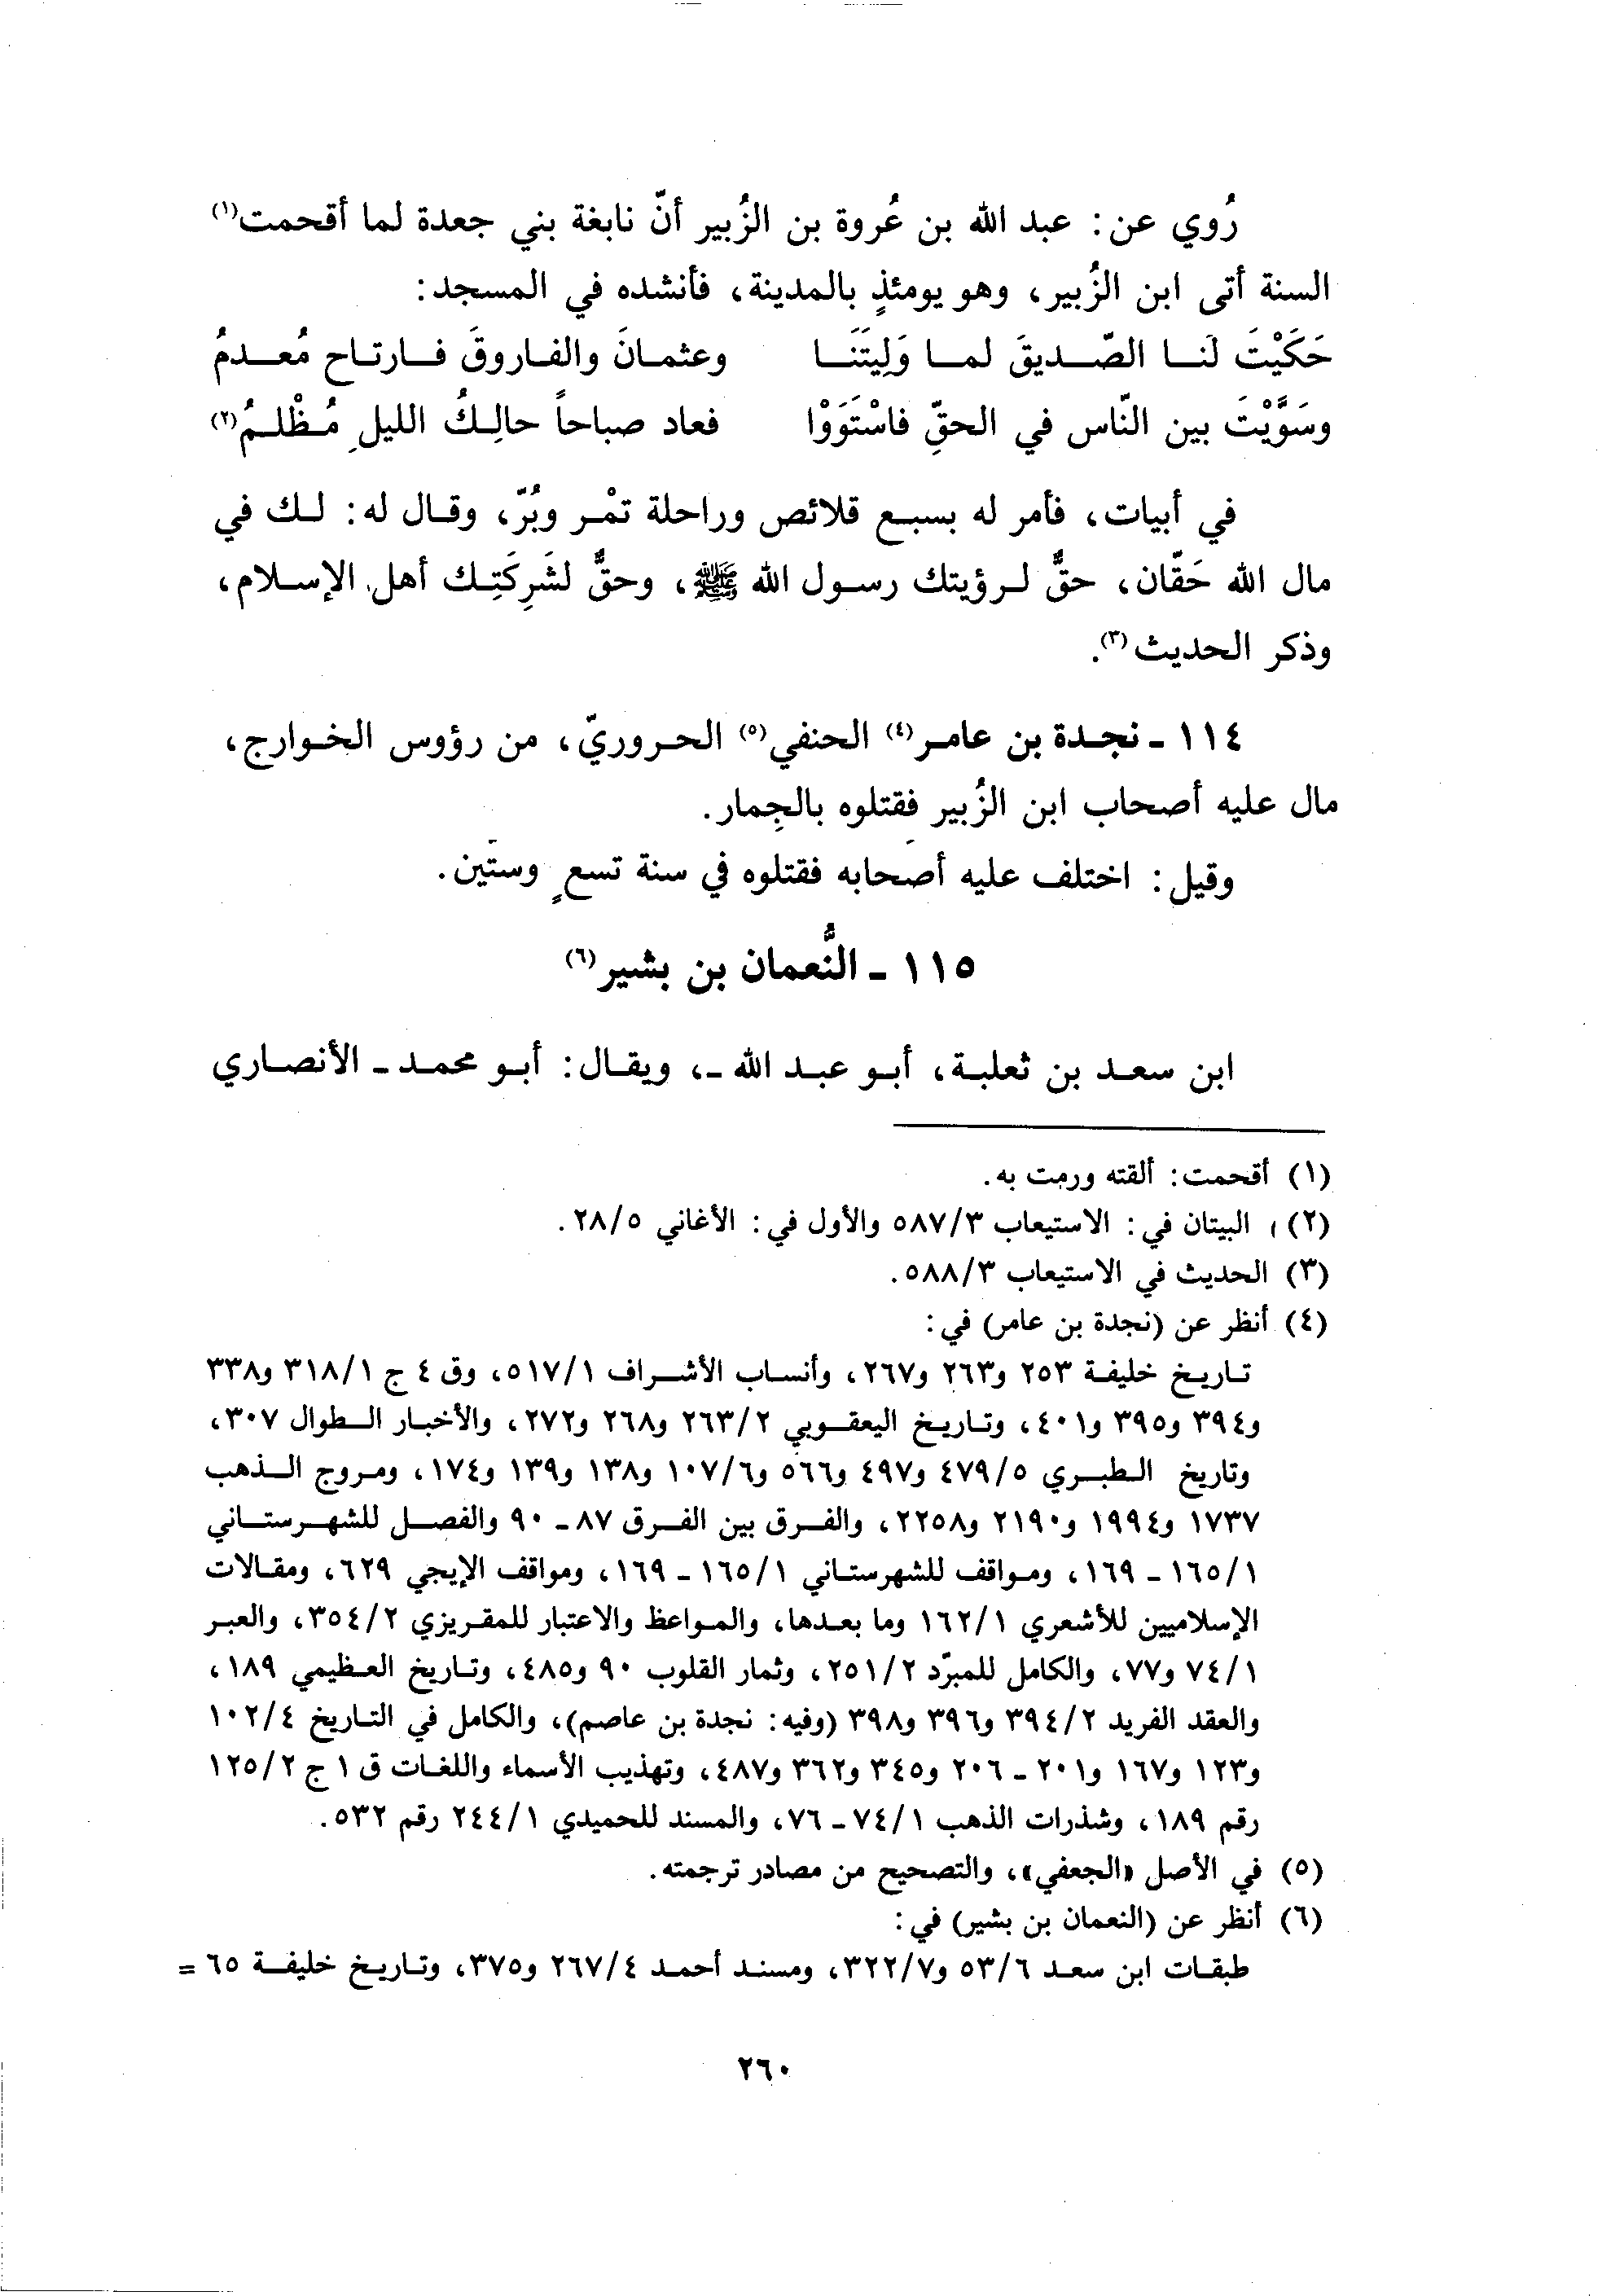 رُوي عن: عبد الله بن عُروة بن الزُبير أنّ نابغة بني جعدة لما أقحمت(١)
السنة أتى ابن الزُبير، وهو يومئذٍ بالمدينة، فأنشده في المسجد:
حَكَيْتَ لَنا الصّديقَ لما وَلِيتَنَا وعثمانَ والفاروقَ فارتاح مُعدمُ
وسَوَّيْتَ بين النّاس في الحقِّ فاسْتَوَوْا فعاد صباحاً حالِكُ الليلِ مُظْلمُ(٢)
في أبيات، فأمر له بسبع قلائص وراحلة تمْر وبُرّ، وقال له: لك في
مال الله حَقّان، حقٌّ لرؤيتك رسول الله ﷺ، وحقٌّ لشَرِكَتِك أهل الإسلام،
وذكر الحديث(٣).
١١٤ - نجدة بن عامر(٤) الحنفي(٥) الحروريّ، من رؤوس الخوارج،
مال عليه أصحاب ابن الزُبير فقتلوه بالجِمار.
وقيل: اختلف عليه أصحابه فقتلوه في سنة تسعٍ وستّين.
١١٥ - النُّعمان بن بشير(٦)
ابن سعد بن ثعلبة، أبو عبد الله -، ويقال: أبو محمد - الأنصاري
(١) أقحمت: ألقته ورمت به.
(٢) البيتان في: الاستيعاب ٥٨٧/٣ والأول في: الأغاني ٢٨/٥.
(٣) الحديث في الاستيعاب ٥٨٨/٣.
(٤) أنظر عن (نجدة بن عامر) في:
تاريخ خليفة ٢٥٣ و٢٦٣ و٢٦٧، وأنساب الأشراف ٥١٧/١، وق ٤ ج ٣١٨/١ و٣٣٨
و٣٩٤ و٣٩٥ و٤٠١، وتاريخ اليعقوبي ٢٦٣/٢ و٢٦٨ و٢٧٢، والأخبار الطوال ٣٠٧،
وتاريخ الطبري ٤٧٩/٥ و٤٩٧ و٥٦٦ و١٠٧/٦ و١٣٨ و١٣٩ و١٧٤، ومروج الذهب
١٧٣٧ و١٩٩٤ و٢١٩٠ و٢٢٥٨، والفرق بين الفرق ٨٧ - ٩٠ والفصل للشهرستاني
١٦٥/١ - ١٦٩، ومواقف للشهرستاني ١٦٥/١ - ١٦٩، ومواقف الإيجي ٦٢٩، ومقالات
الإسلاميين للأشعري ١٦٢/١ وما بعدها، والمواعظ والاعتبار للمقريزي ٣٥٤/٢، والعبر
٧٤/١ و٧٧، والكامل للمبرّد ٢٥١/٢، وثمار القلوب ٩٠ و٤٨٥، وتاريخ العظيمي ١٨٩،
والعقد الفريد ٣٩٤/٢ و٣٩٦ و٣٩٨ (وفيه: نجدة بن عاصم)، والكامل في التاريخ ١٠٢/٤
و١٢٣ و١٦٧ و٢٠١ - ٢٠٦ و٣٤٥ و٣٦٢ و٤٨٧، وتهذيب الأسماء واللغات ق ١ ج ١٢٥/٢
رقم ١٨٩، وشذرات الذهب ٧٤/١ - ٧٦، والمسند للحميدي ٢٤٤/١ رقم ٥٣٢.
(٥) في الأصل «الجعفي»، والتصحيح من مصادر ترجمته.
(٦) أنظر عن (النعمان بن بشير) في:
طبقات ابن سعد ٥٣/٦ و٣٢٢/٧، ومسند أحمد ٢٦٧/٤ و٣٧٥، وتاريخ خليفة ٦٥ =
٢٦٠